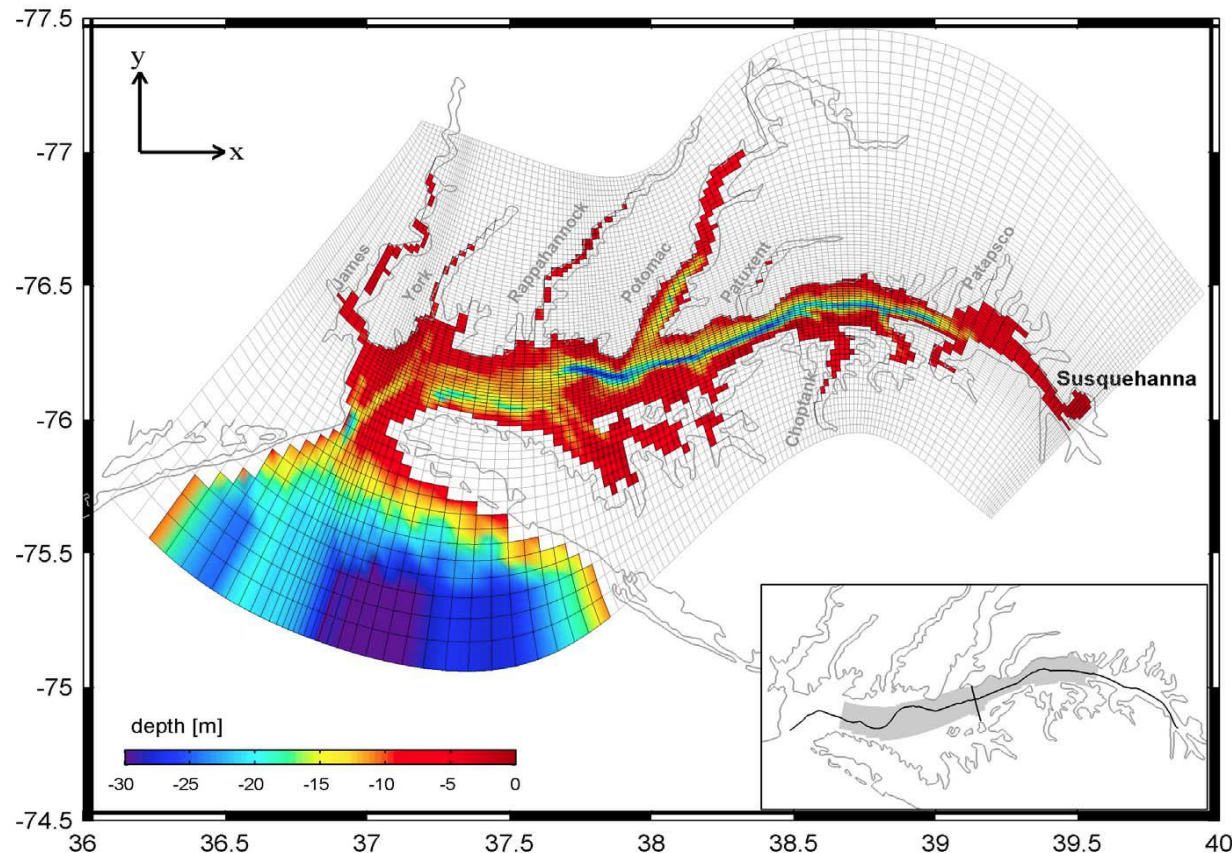 -77.5
y
x
-77
-76.5
-76
-75.5
-75
-74.5
James
York
Rappahannock
Potomac
Patuxent
Patapsco
Choptank
Susquehanna
depth [m]
-30 -25 -20 -15 -10 -5 0
36 36.5 37 37.5 38 38.5 39 39.5 40